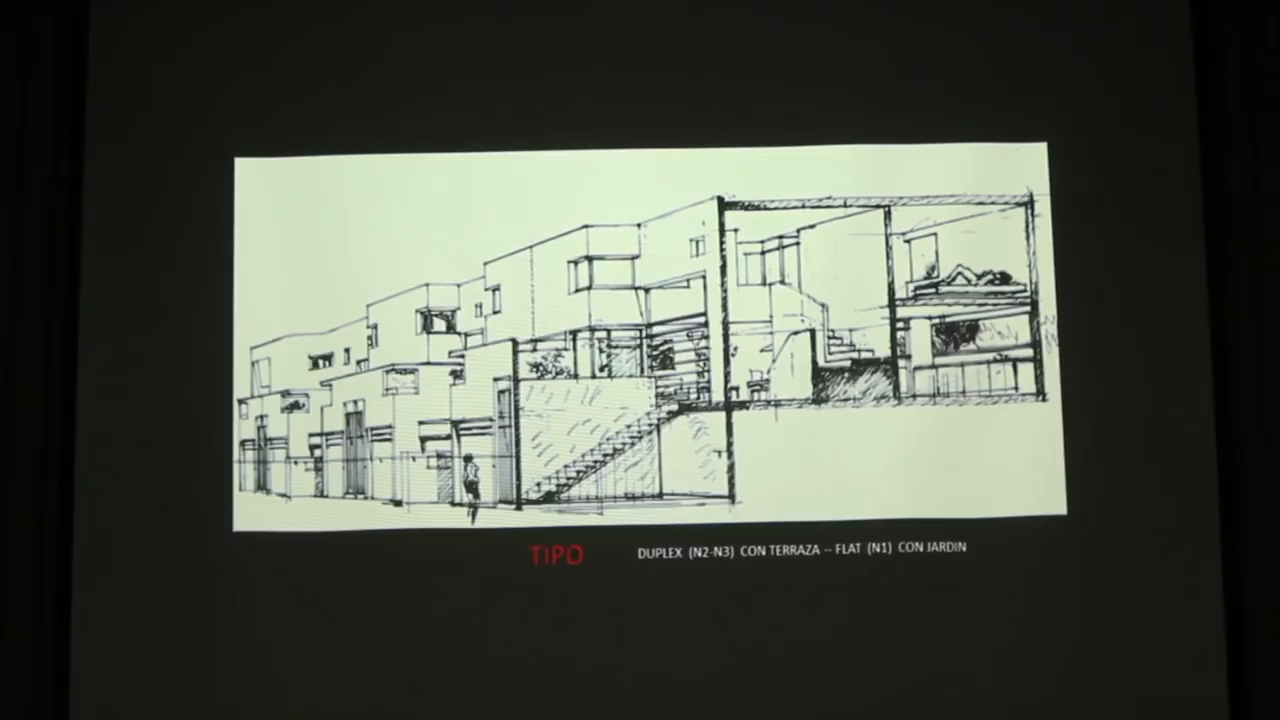 TIPO DUPLEX (N2-N3) CON TERRAZA -- FLAT (N1) CON JARDIN